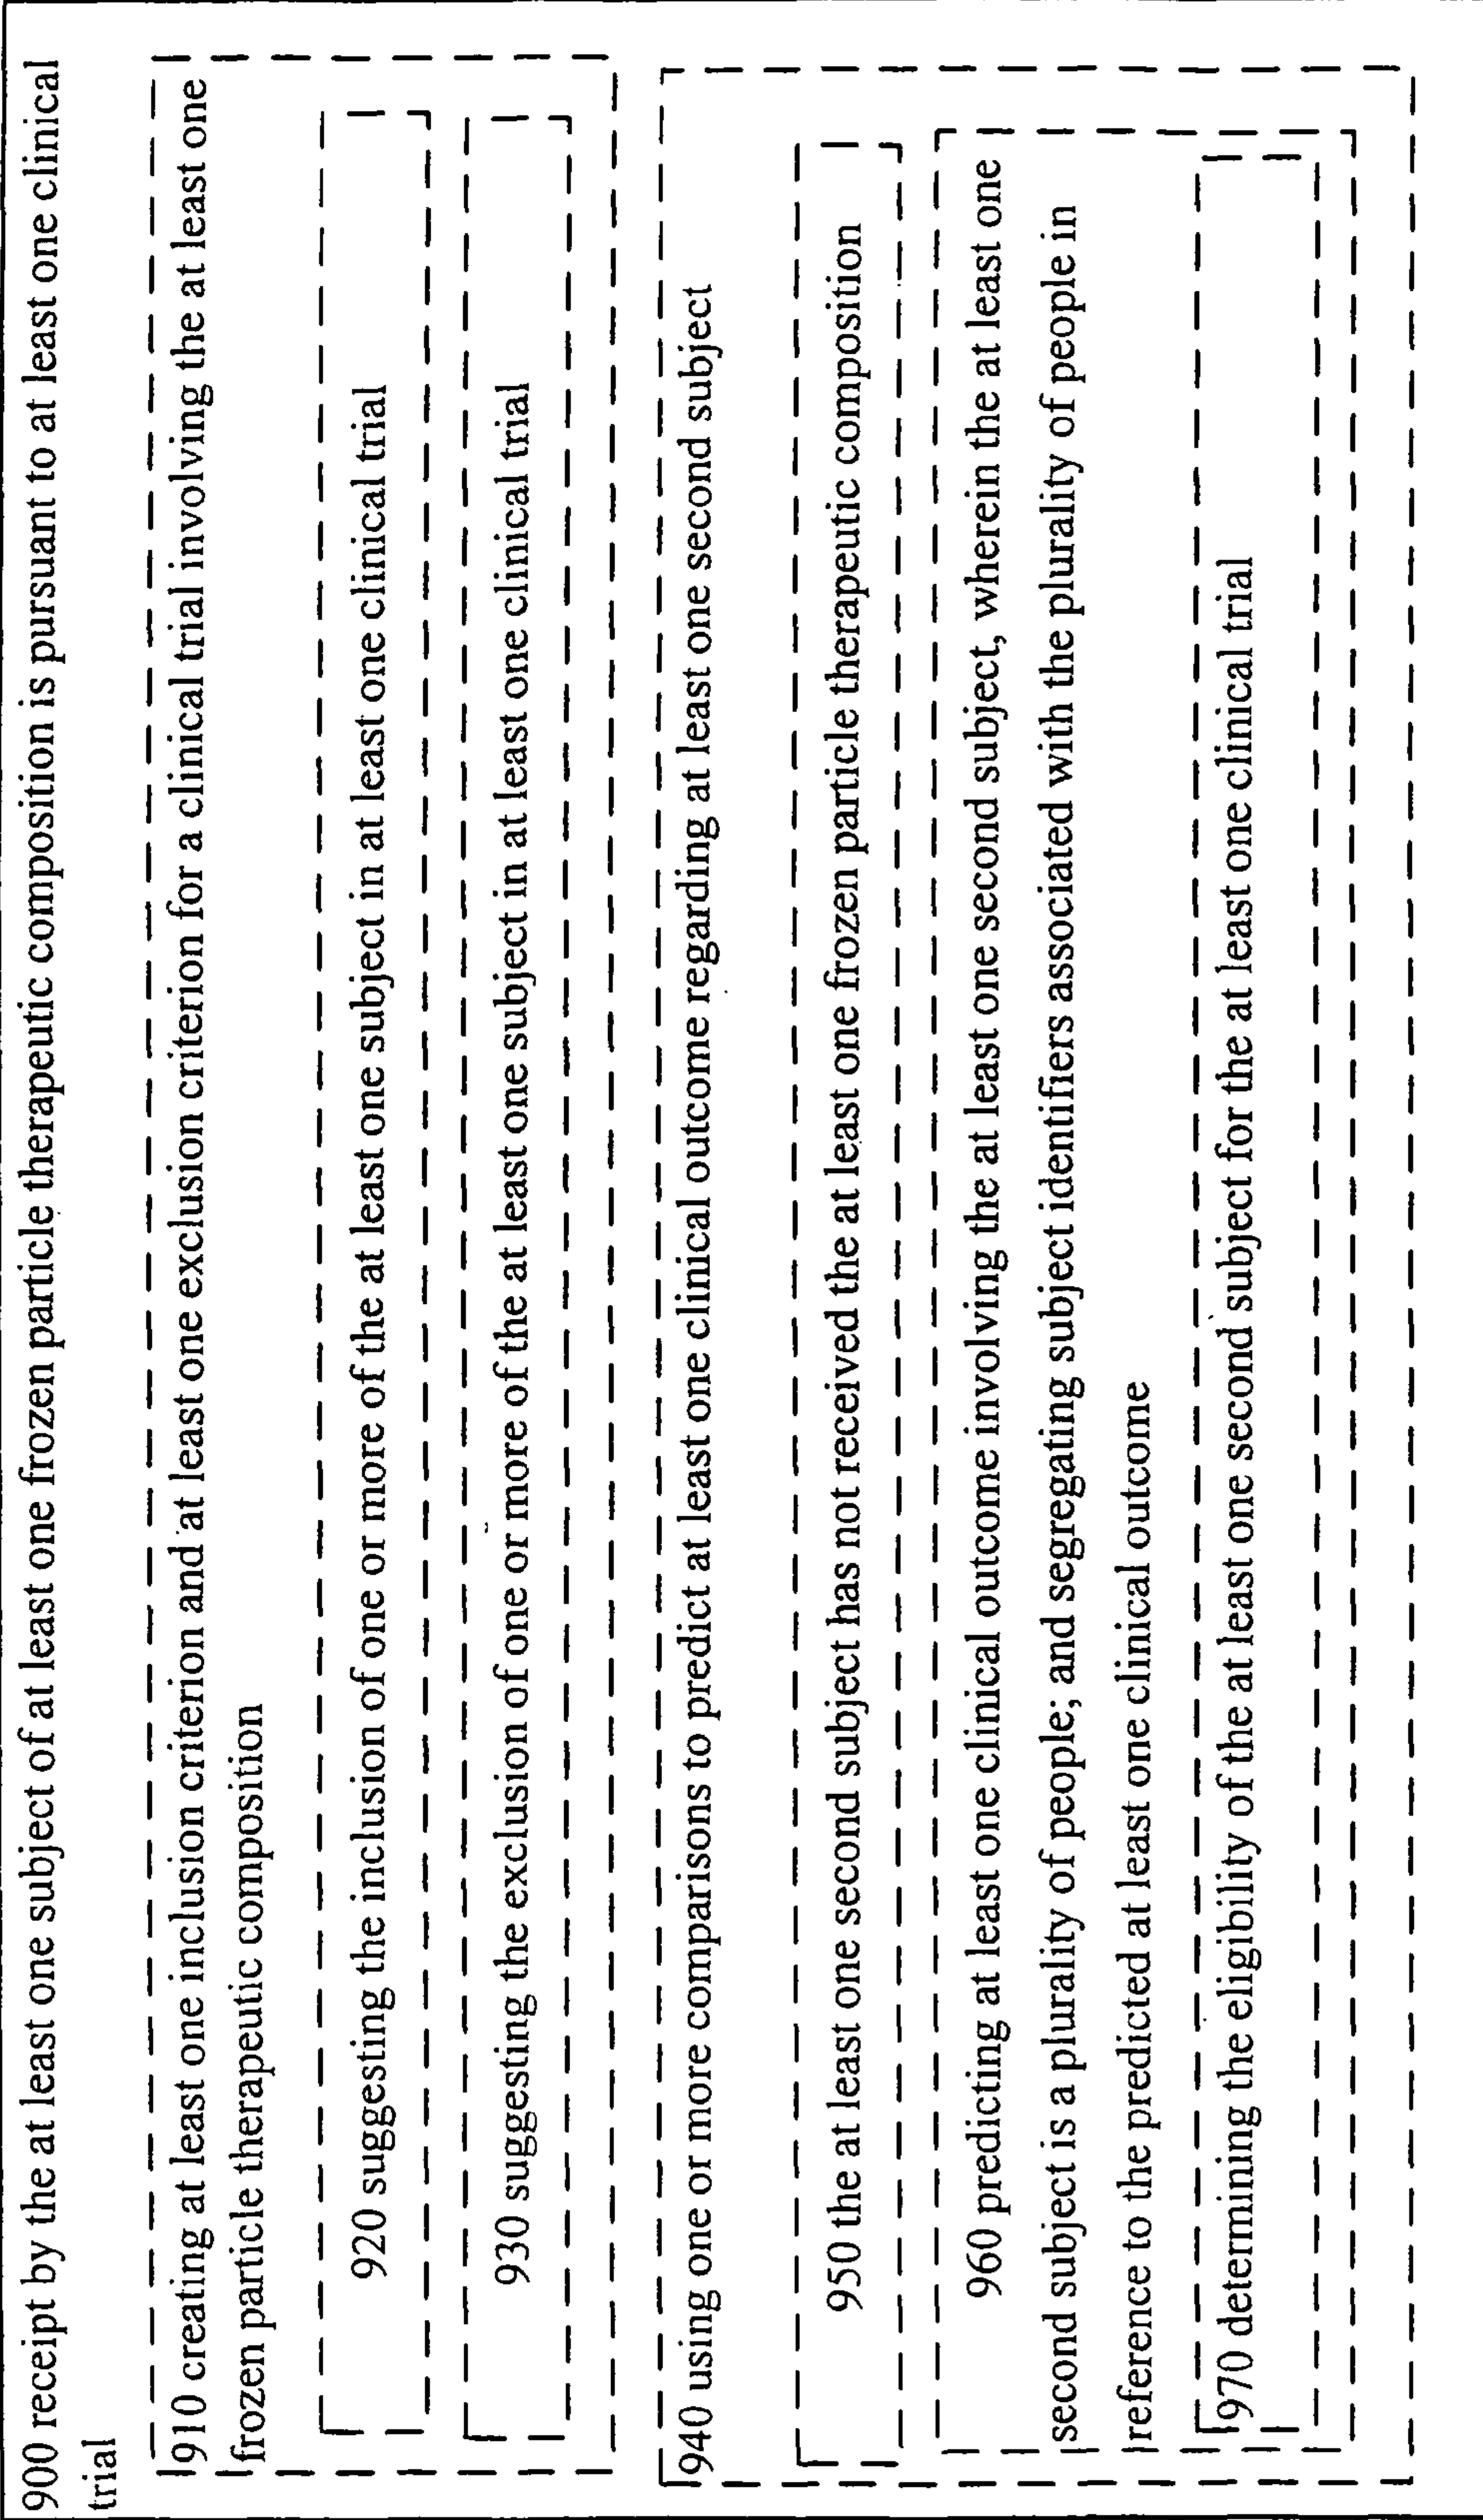 900 receipt by the at least one subject of at least one frozen particle therapeutic composition is pursuant to at least one clinical
trial
910 creating at least one inclusion criterion and at least one exclusion criterion for a clinical trial involving the at least one
frozen particle therapeutic composition
920 suggesting the inclusion of one or more of the at least one subject in at least one clinical trial
930 suggesting the exclusion of one or more of the at least one subject in at least one clinical trial
940 using one or more comparisons to predict at least one clinical outcome regarding at least one second subject
950 the at least one second subject has not received the at least one frozen particle therapeutic composition
960 predicting at least one clinical outcome involving the at least one second subject, wherein the at least one
second subject is a plurality of people; and segregating subject identifiers associated with the plurality of people in
reference to the predicted at least one clinical outcome
970 determining the eligibility of the at least one second subject for the at least one clinical trial